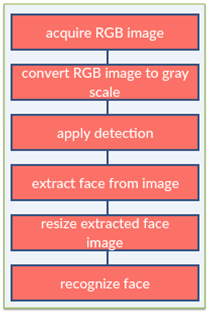 acquire RGB image
convert RGB image to gray
scale
apply detection
extract face from image
resize extracted face
image
recognize face